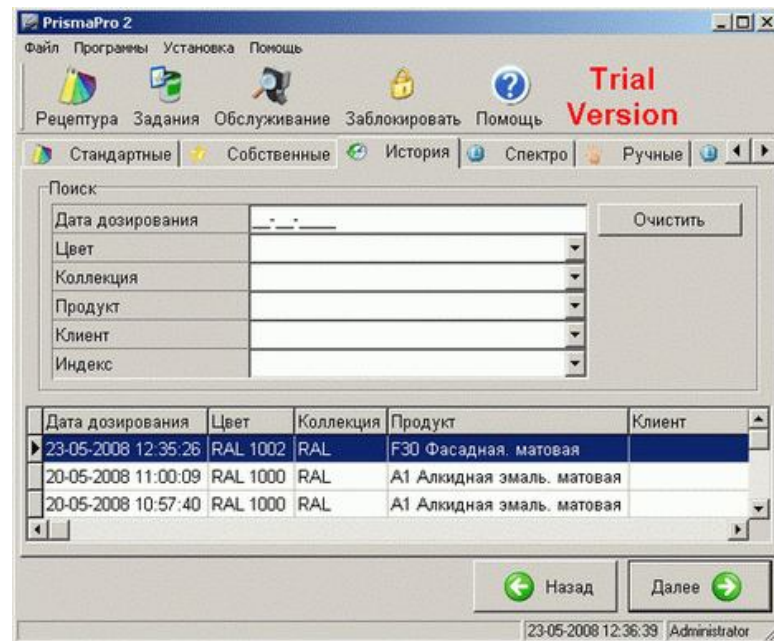 PrismaPro 2
Файл Программы Установка Помощь
Рецептура Задания Обслуживание Заблокировать Помощь
Trial
Version
Стандартные Собственные История Спектро Ручные
Поиск
Дата дозирования __-__-____ Очистить
Цвет
Коллекция
Продукт
Клиент
Индекс
Дата дозирования Цвет Коллекция Продукт Клиент
23-05-2008 12:35:26 RAL 1002 RAL F30 Фасадная. матовая
20-05-2008 11:00:09 RAL 1000 RAL A1 Алкидная эмаль. матовая
20-05-2008 10:57:40 RAL 1000 RAL A1 Алкидная эмаль. матовая
Назад Далее
23-05-2008 12:36:39 Administrator